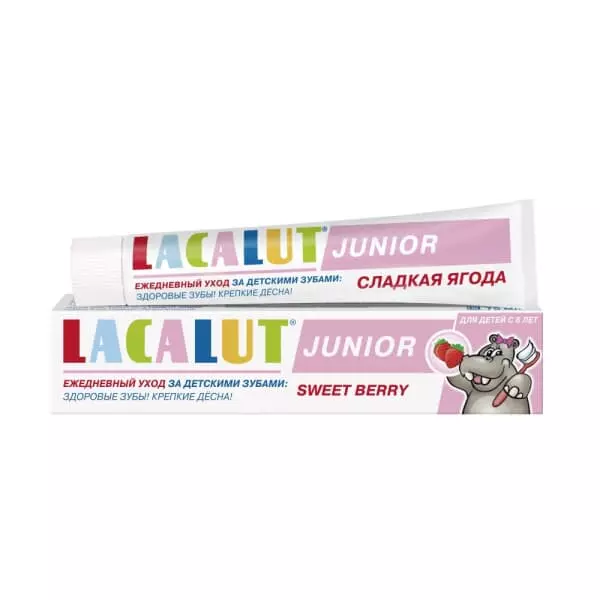 LACALUT® JUNIOR
ЕЖЕДНЕВНЫЙ УХОД ЗА ДЕТСКИМИ ЗУБАМИ:
ЗДОРОВЫЕ ЗУБЫ! КРЕПКИЕ ДЁСНА!
СЛАДКАЯ ЯГОДА
LACALUT® JUNIOR
ДЛЯ ДЕТЕЙ С 6 ЛЕТ
ЕЖЕДНЕВНЫЙ УХОД ЗА ДЕТСКИМИ ЗУБАМИ:
ЗДОРОВЫЕ ЗУБЫ! КРЕПКИЕ ДЁСНА!
SWEET BERRY